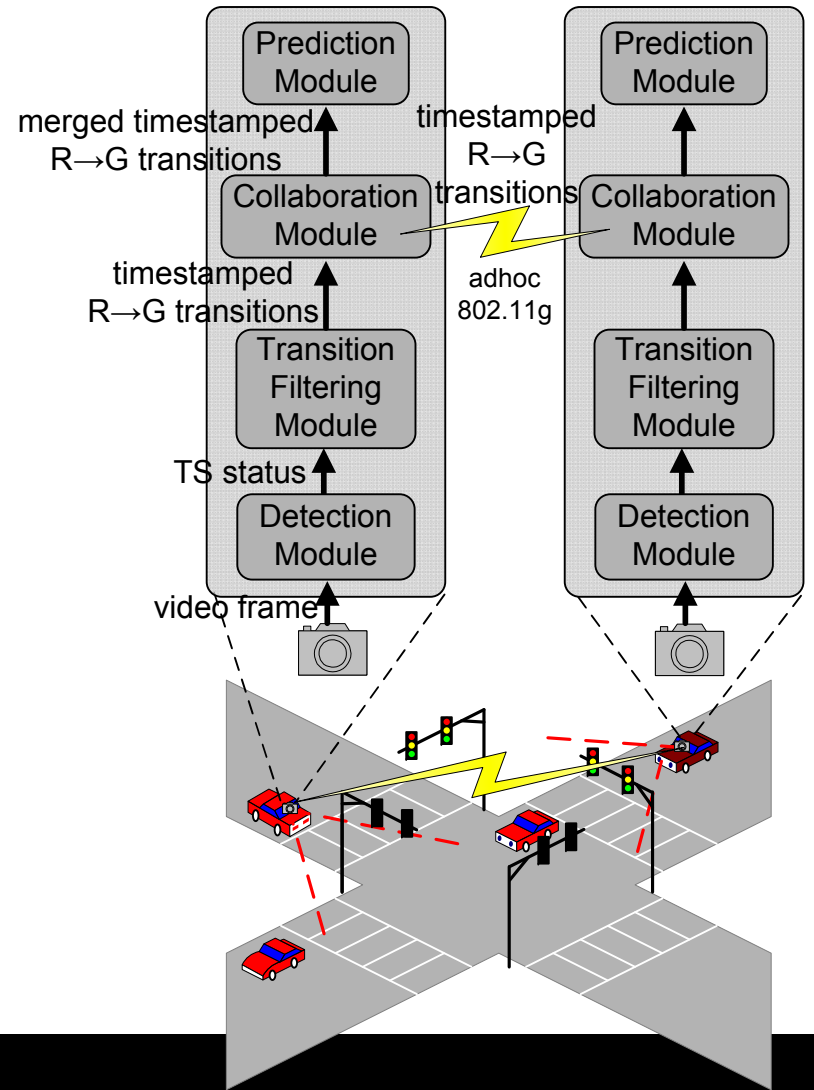 Prediction
Module
merged timestamped
R→G transitions
Collaboration
Module
timestamped
R→G transitions
Transition
Filtering
Module
TS status
Detection
Module
video frame
timestamped
R→G
transitions
adhoc
802.11g
Prediction
Module
Collaboration
Module
Transition
Filtering
Module
Detection
Module